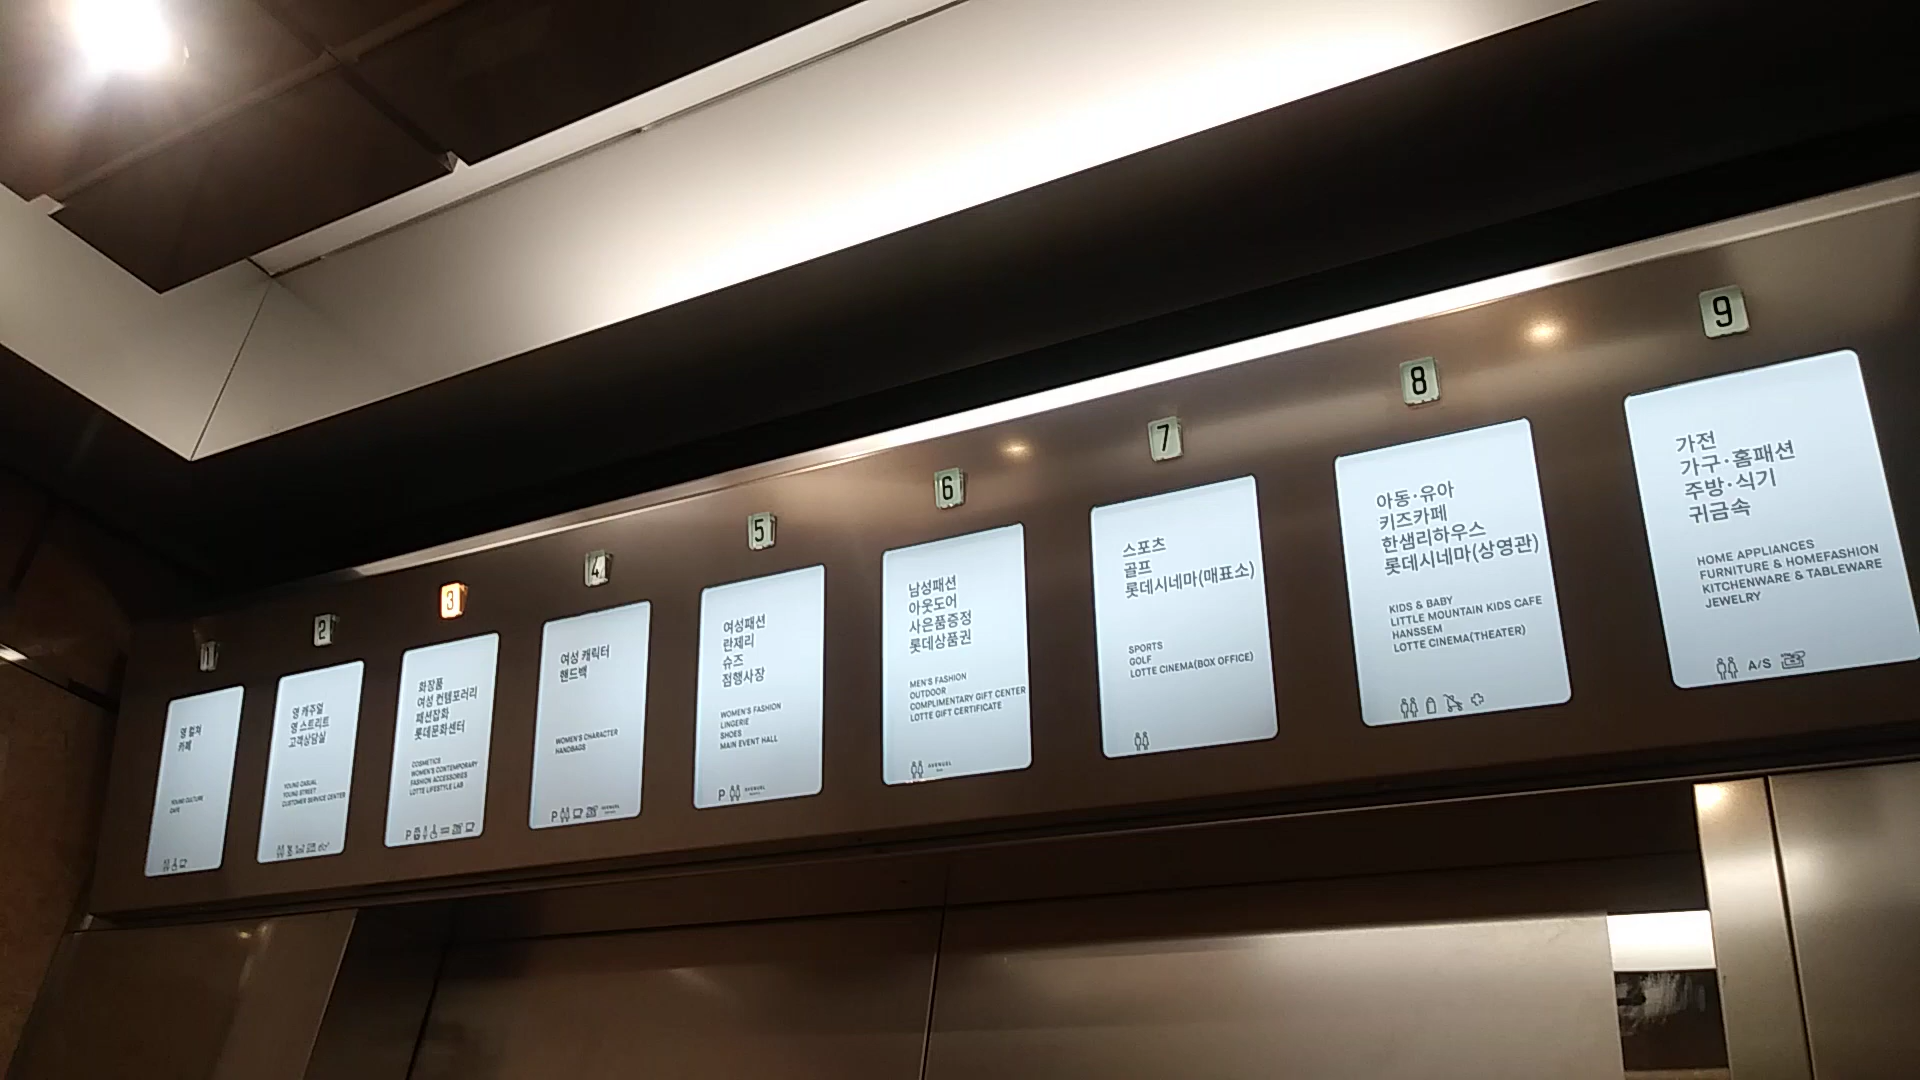 1
영 컬쳐
카페
YOUNG CULTURE
CAFE
2
영 캐주얼
영 스트리트
고객상담실
YOUNG CASUAL
YOUNG STREET
CUSTOMER SERVICE CENTER
3
화장품
여성 컨템포러리
패션잡화
롯데문화센터
COSMETICS
WOMEN'S CONTEMPORARY
FASHION ACCESSORIES
LOTTE LIFESTYLE LAB
P
4
여성 캐릭터
핸드백
WOMEN'S CHARACTER
HANDBAGS
P
AVENUEL
5
여성패션
란제리
슈즈
점행사장
WOMEN'S FASHION
LINGERIE
SHOES
MAIN EVENT HALL
P
AVENUEL
6
남성패션
아웃도어
사은품증정
롯데상품권
MEN'S FASHION
OUTDOOR
COMPLIMENTARY GIFT CENTER
LOTTE GIFT CERTIFICATE
AVENUEL
7
스포츠
골프
롯데시네마(매표소)
SPORTS
GOLF
LOTTE CINEMA(BOX OFFICE)
8
아동·유아
키즈카페
한샘리하우스
롯데시네마(상영관)
KIDS & BABY
LITTLE MOUNTAIN KIDS CAFE
HANSSEM
LOTTE CINEMA(THEATER)
9
가전
가구·홈패션
주방·식기
귀금속
HOME APPLIANCES
FURNITURE & HOMEFASHION
KITCHENWARE & TABLEWARE
JEWELRY
A/S